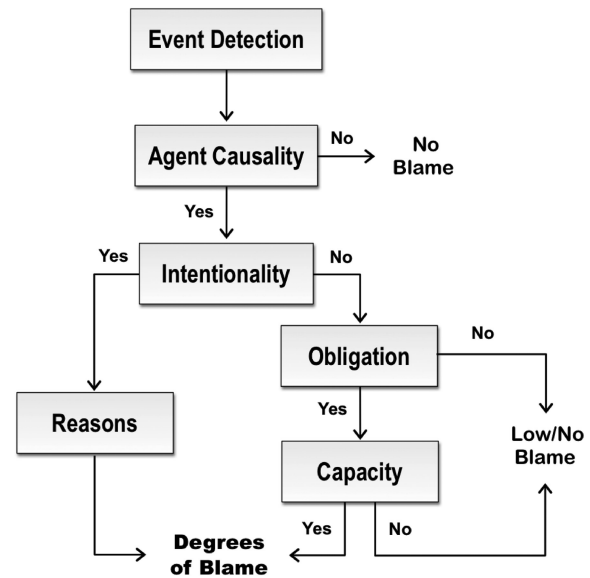 Event Detection
Agent Causality
No
No
Blame
Yes
Yes
Intentionality
No
Obligation
No
Reasons
Yes
Low/No
Blame
Capacity
Yes
No
Degrees
of Blame